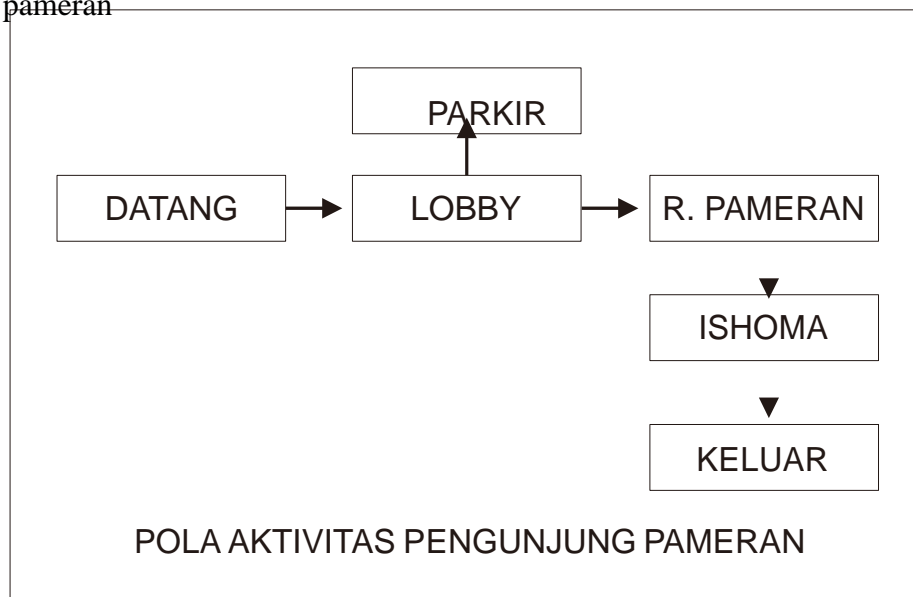 pameran
PARKIR
DATANG
LOBBY
R. PAMERAN
ISHOMA
KELUAR
POLA AKTIVITAS PENGUNJUNG PAMERAN